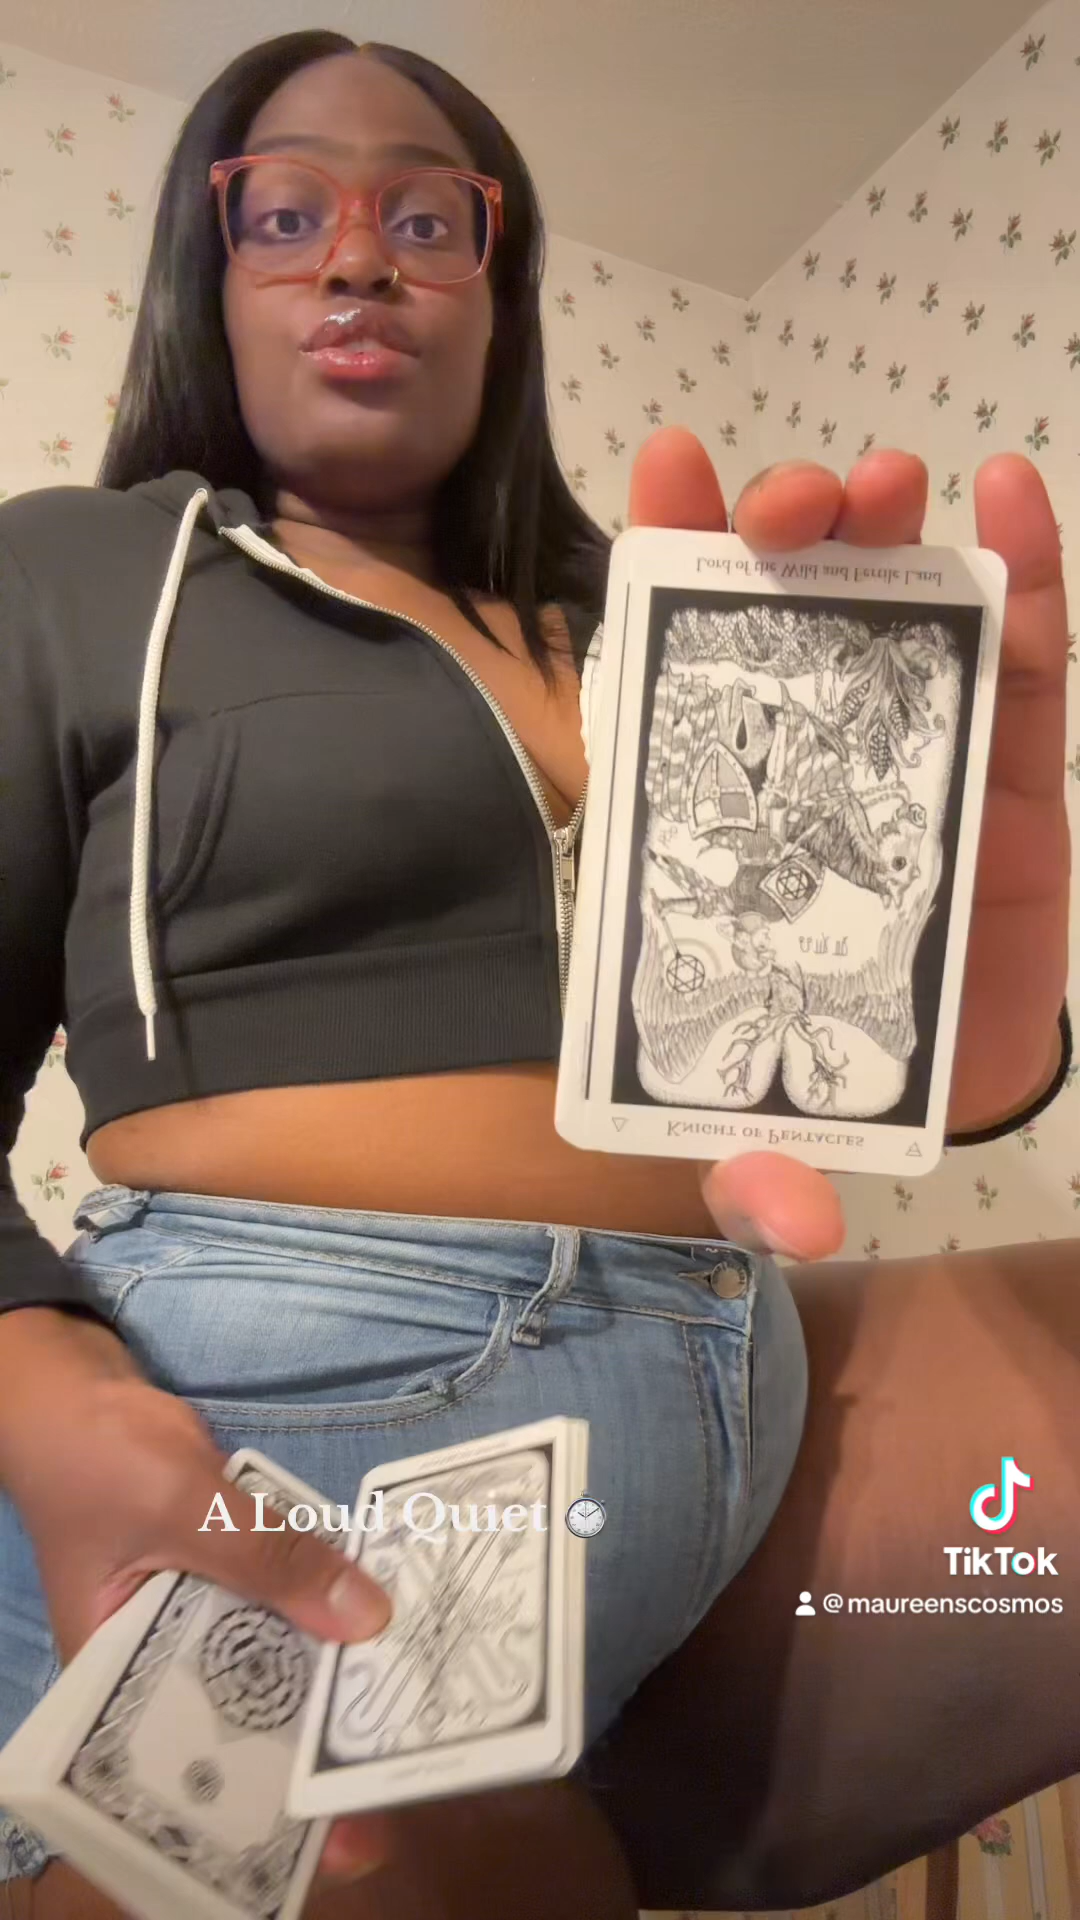 Lord of the Wild and Fertile Land
KNIGHT OF PENTACLES
A Loud Quiet
TikTok
@maureenscosmos